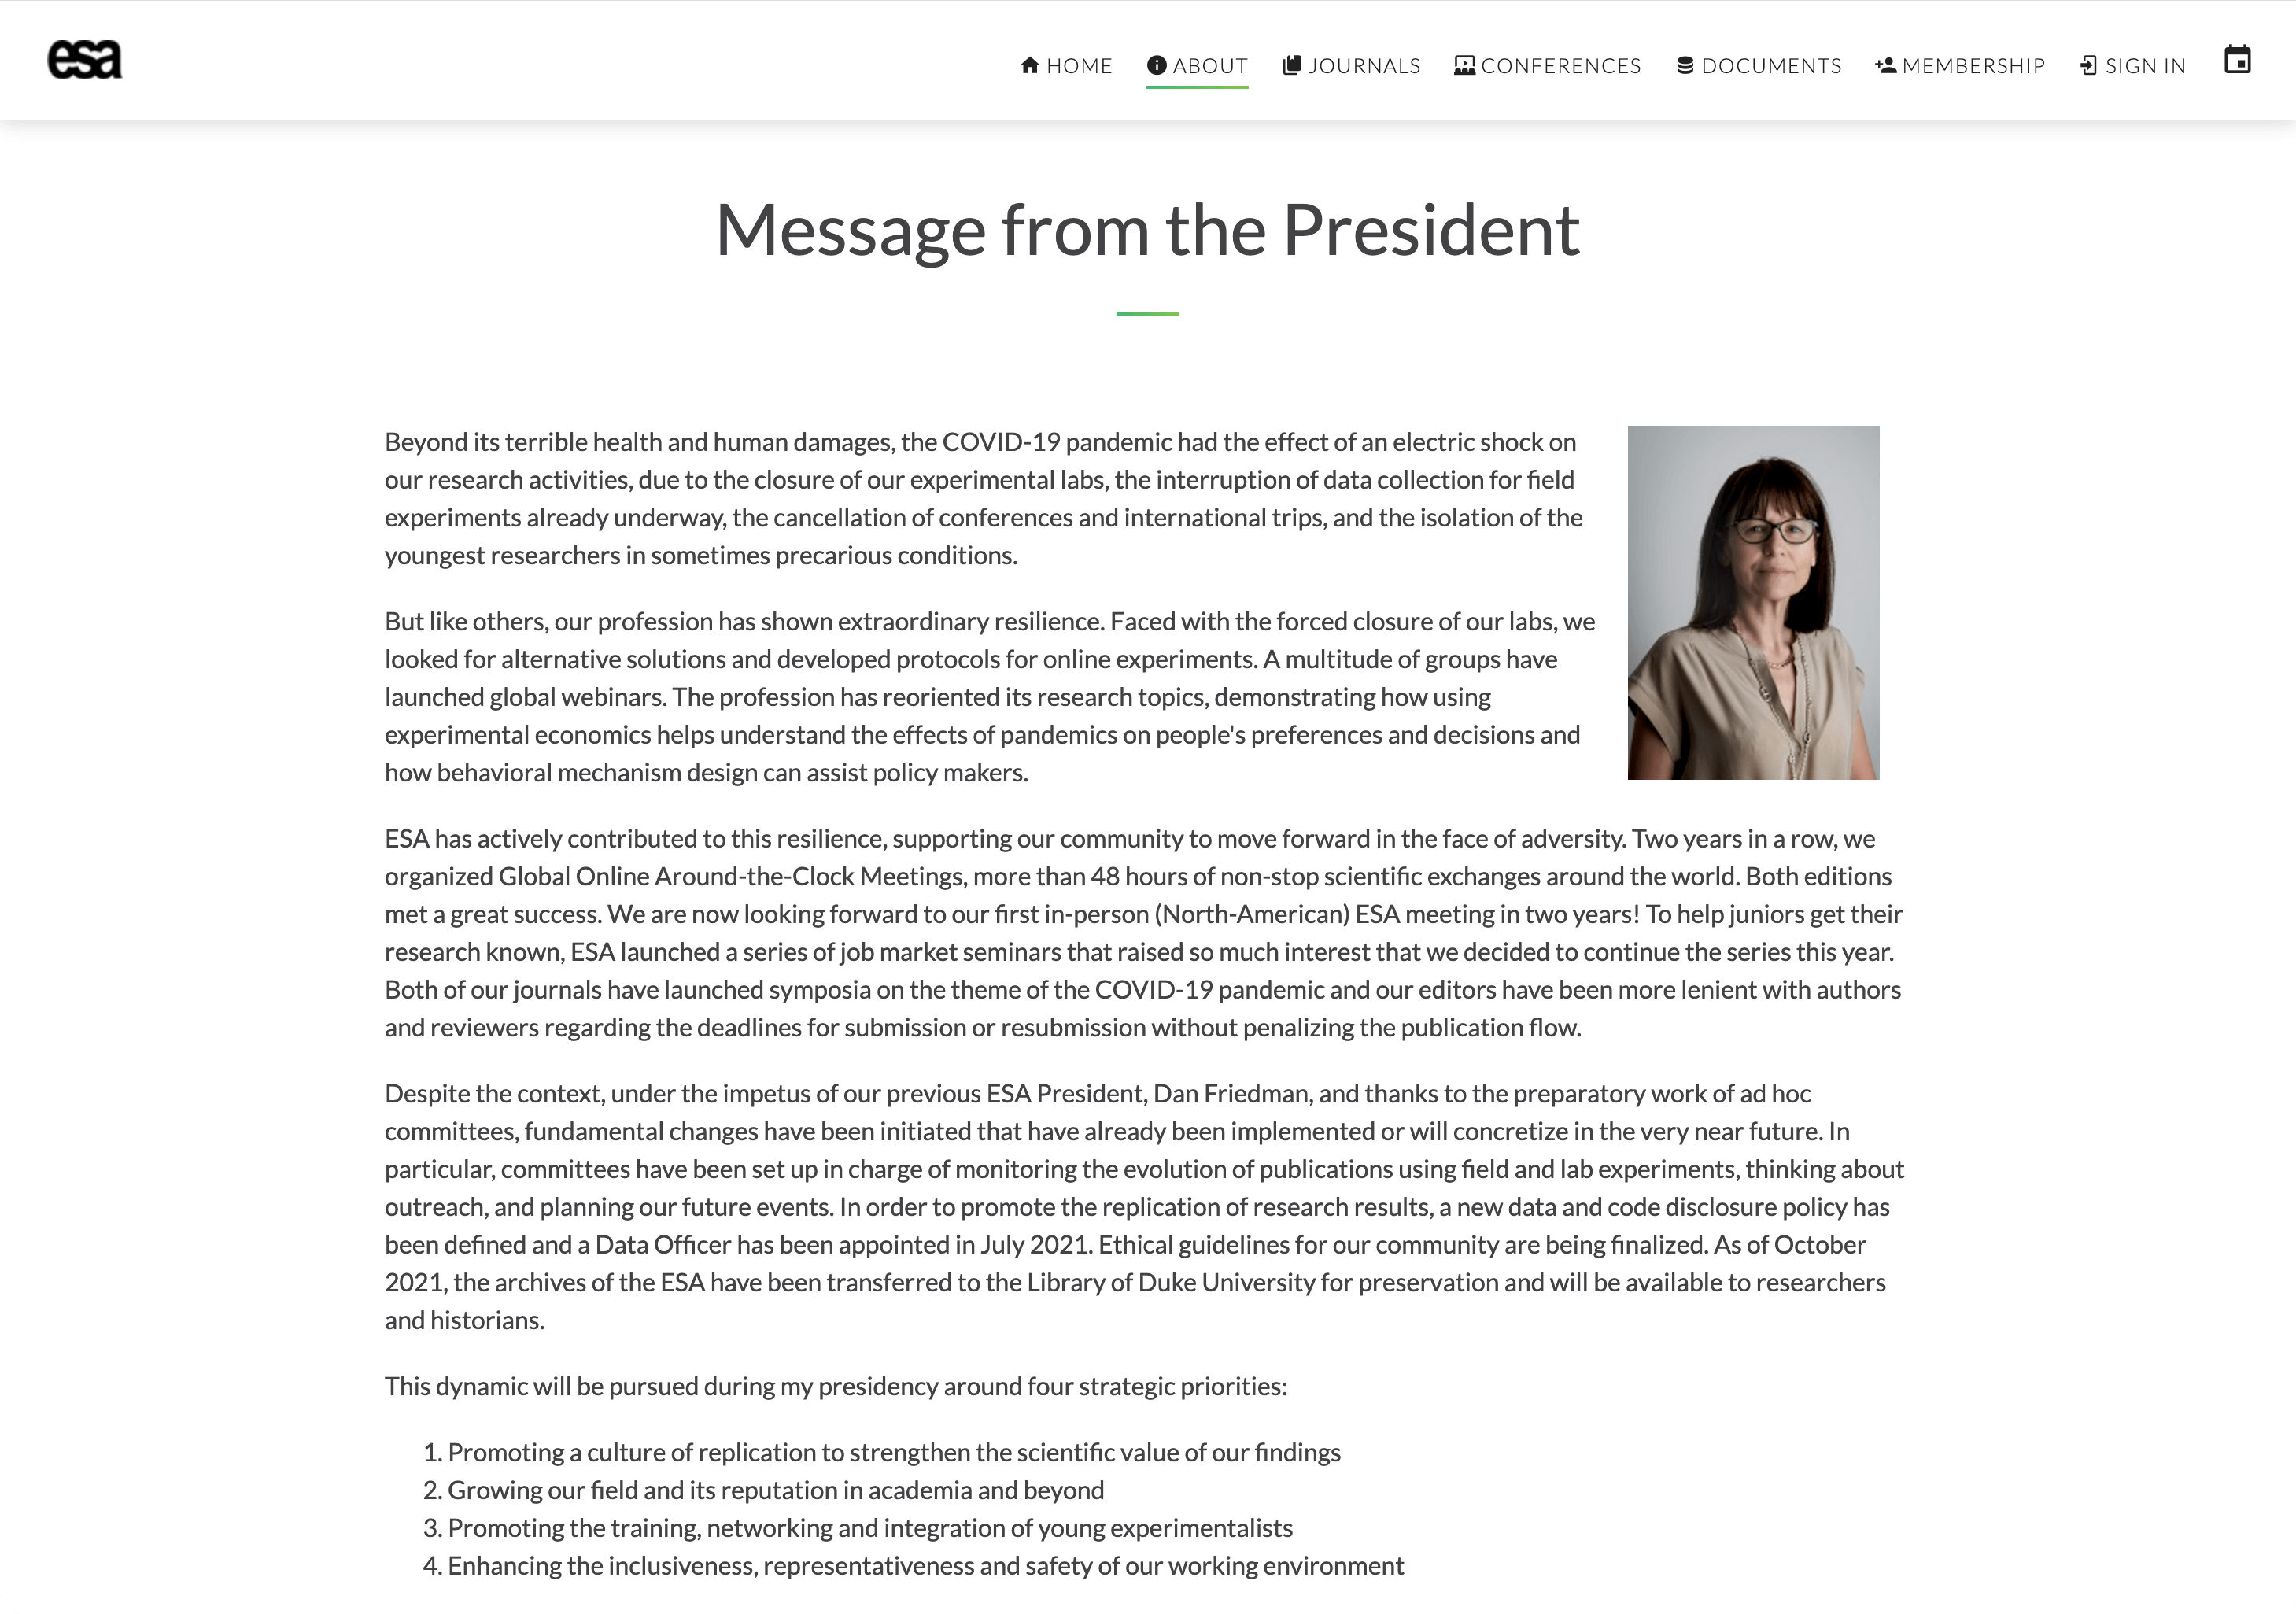 esa
HOME ABOUT JOURNALS CONFERENCES DOCUMENTS MEMBERSHIP SIGN IN
Message from the President
Beyond its terrible health and human damages, the COVID-19 pandemic had the effect of an electric shock on
our research activities, due to the closure of our experimental labs, the interruption of data collection for field
experiments already underway, the cancellation of conferences and international trips, and the isolation of the
youngest researchers in sometimes precarious conditions.
But like others, our profession has shown extraordinary resilience. Faced with the forced closure of our labs, we
looked for alternative solutions and developed protocols for online experiments. A multitude of groups have
launched global webinars. The profession has reoriented its research topics, demonstrating how using
experimental economics helps understand the effects of pandemics on people's preferences and decisions and
how behavioral mechanism design can assist policy makers.
ESA has actively contributed to this resilience, supporting our community to move forward in the face of adversity. Two years in a row, we
organized Global Online Around-the-Clock Meetings, more than 48 hours of non-stop scientific exchanges around the world. Both editions
met a great success. We are now looking forward to our first in-person (North-American) ESA meeting in two years! To help juniors get their
research known, ESA launched a series of job market seminars that raised so much interest that we decided to continue the series this year.
Both of our journals have launched symposia on the theme of the COVID-19 pandemic and our editors have been more lenient with authors
and reviewers regarding the deadlines for submission or resubmission without penalizing the publication flow.
Despite the context, under the impetus of our previous ESA President, Dan Friedman, and thanks to the preparatory work of ad hoc
committees, fundamental changes have been initiated that have already been implemented or will concretize in the very near future. In
particular, committees have been set up in charge of monitoring the evolution of publications using field and lab experiments, thinking about
outreach, and planning our future events. In order to promote the replication of research results, a new data and code disclosure policy has
been defined and a Data Officer has been appointed in July 2021. Ethical guidelines for our community are being finalized. As of October
2021, the archives of the ESA have been transferred to the Library of Duke University for preservation and will be available to researchers
and historians.
This dynamic will be pursued during my presidency around four strategic priorities:
1. Promoting a culture of replication to strengthen the scientific value of our findings
2. Growing our field and its reputation in academia and beyond
3. Promoting the training, networking and integration of young experimentalists
4. Enhancing the inclusiveness, representativeness and safety of our working environment